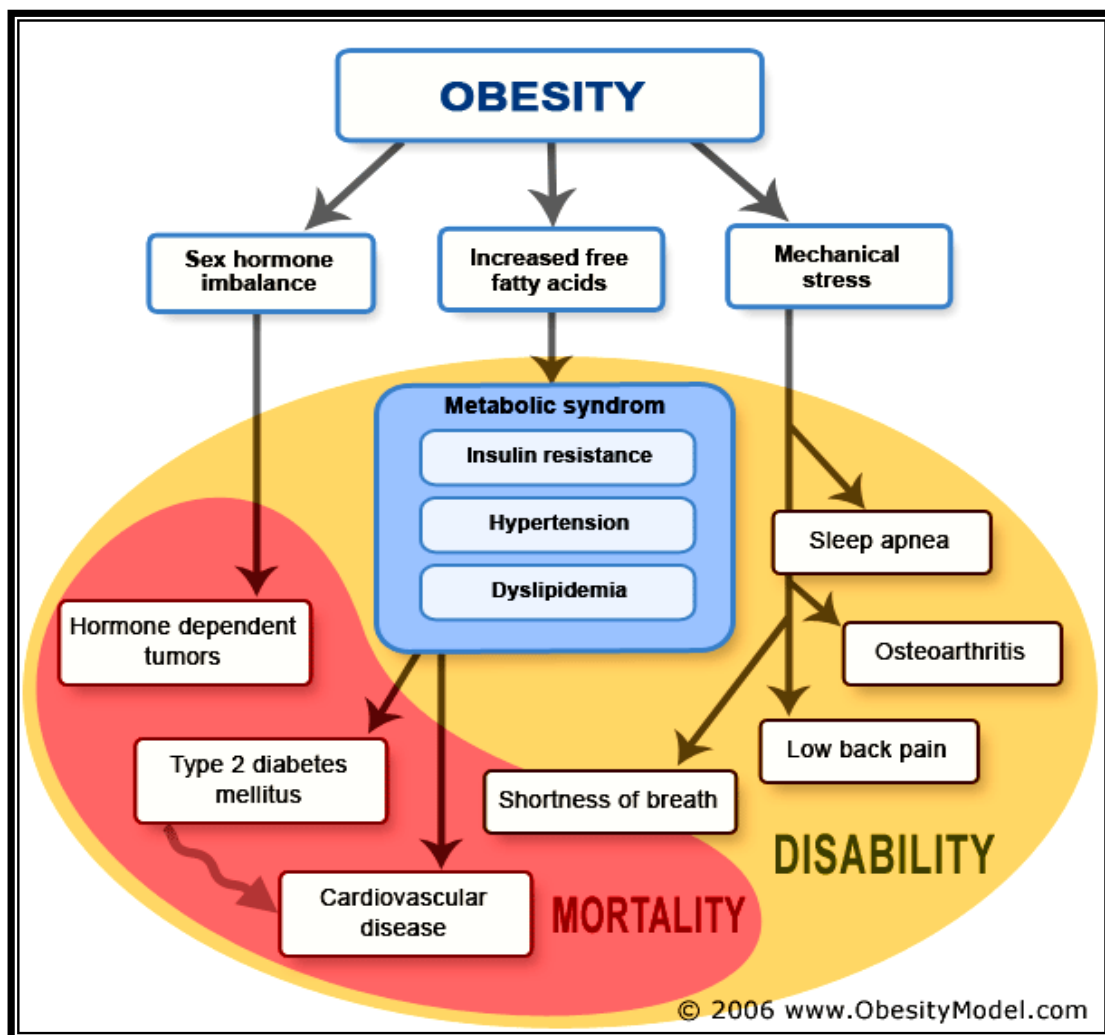 OBESITY
Sex hormone
imbalance
Increased free
fatty acids
Mechanical
stress
Metabolic syndrom
Insulin resistance
Hypertension
Dyslipidemia
Sleep apnea
Hormone dependent
tumors
Osteoarthritis
Low back pain
Type 2 diabetes
mellitus
Shortness of breath
DISABILITY
Cardiovascular
disease
MORTALITY
© 2006 www.ObesityModel.com